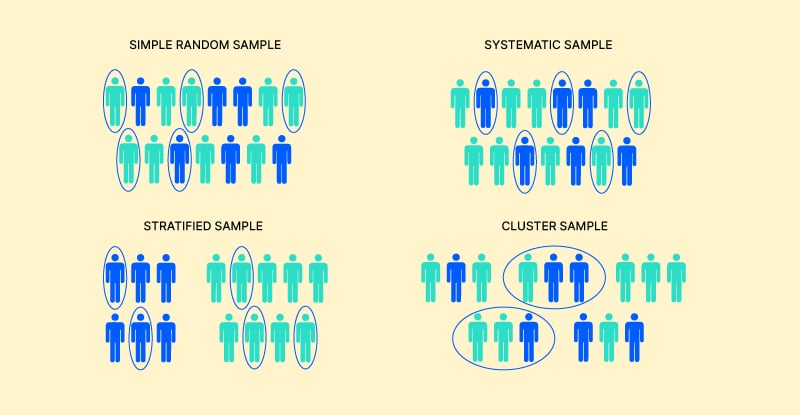 SIMPLE RANDOM SAMPLE
SYSTEMATIC SAMPLE
STRATIFIED SAMPLE
CLUSTER SAMPLE